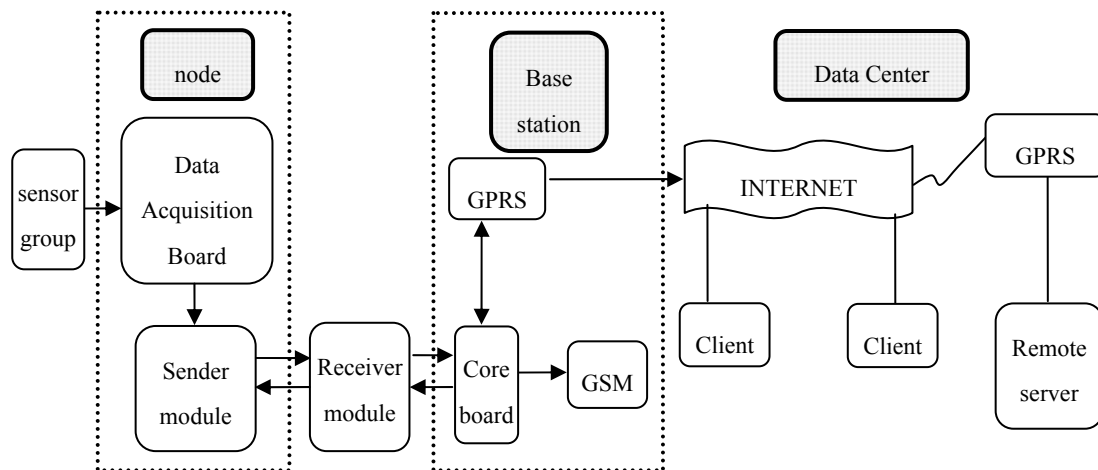 node
Base
station
Data Center
sensor
group
Data
Acquisition
Board
GPRS
INTERNET
GPRS
Sender
module
Receiver
module
Core
board
GSM
Client
Client
Remote
server